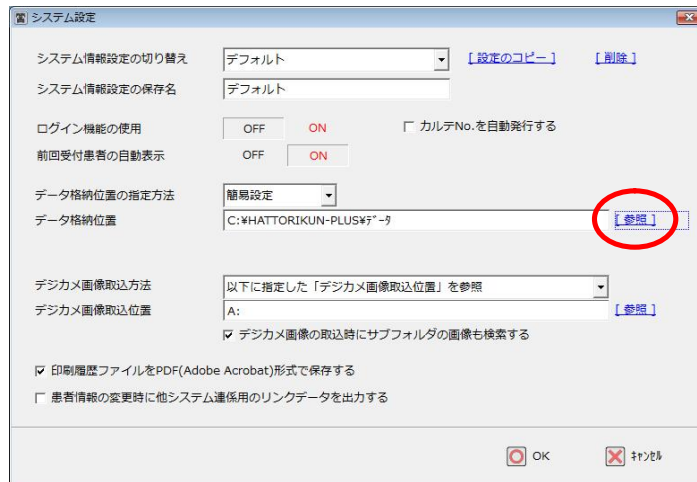 システム設定
システム情報設定の切り替え デフォルト [ 設定のコピー ] [ 削除 ]
システム情報設定の保存名 デフォルト
ログイン機能の使用 OFF ON カルテNo.を自動発行する
前回受付患者の自動表示 OFF ON
データ格納位置の指定方法 簡易設定
データ格納位置 C:¥HATTORIKUN-PLUS¥ﾃﾞｰﾀ [ 参照 ]
デジカメ画像取込方法 以下に指定した「デジカメ画像取込位置」を参照
デジカメ画像取込位置 A: [ 参照 ]
デジカメ画像の取込時にサブフォルダの画像も検索する
印刷履歴ファイルをPDF(Adobe Acrobat)形式で保存する
患者情報の変更時に他システム連係用のリンクデータを出力する
OK ｷｬﾝｾﾙ